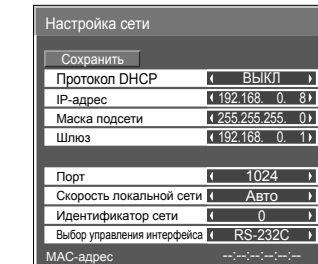 Настройка сети
Сохранить
Протокол DHCP ВЫКЛ
IP-адрес 192.168. 0. 8
Маска подсети 255.255.255. 0
Шлюз 192.168. 0. 1
Порт 1024
Скорость локальной сети Авто
Идентификатор сети 0
Выбор управления интерфейса RS-232C
MAC-адрес --:--:--:--:--:--